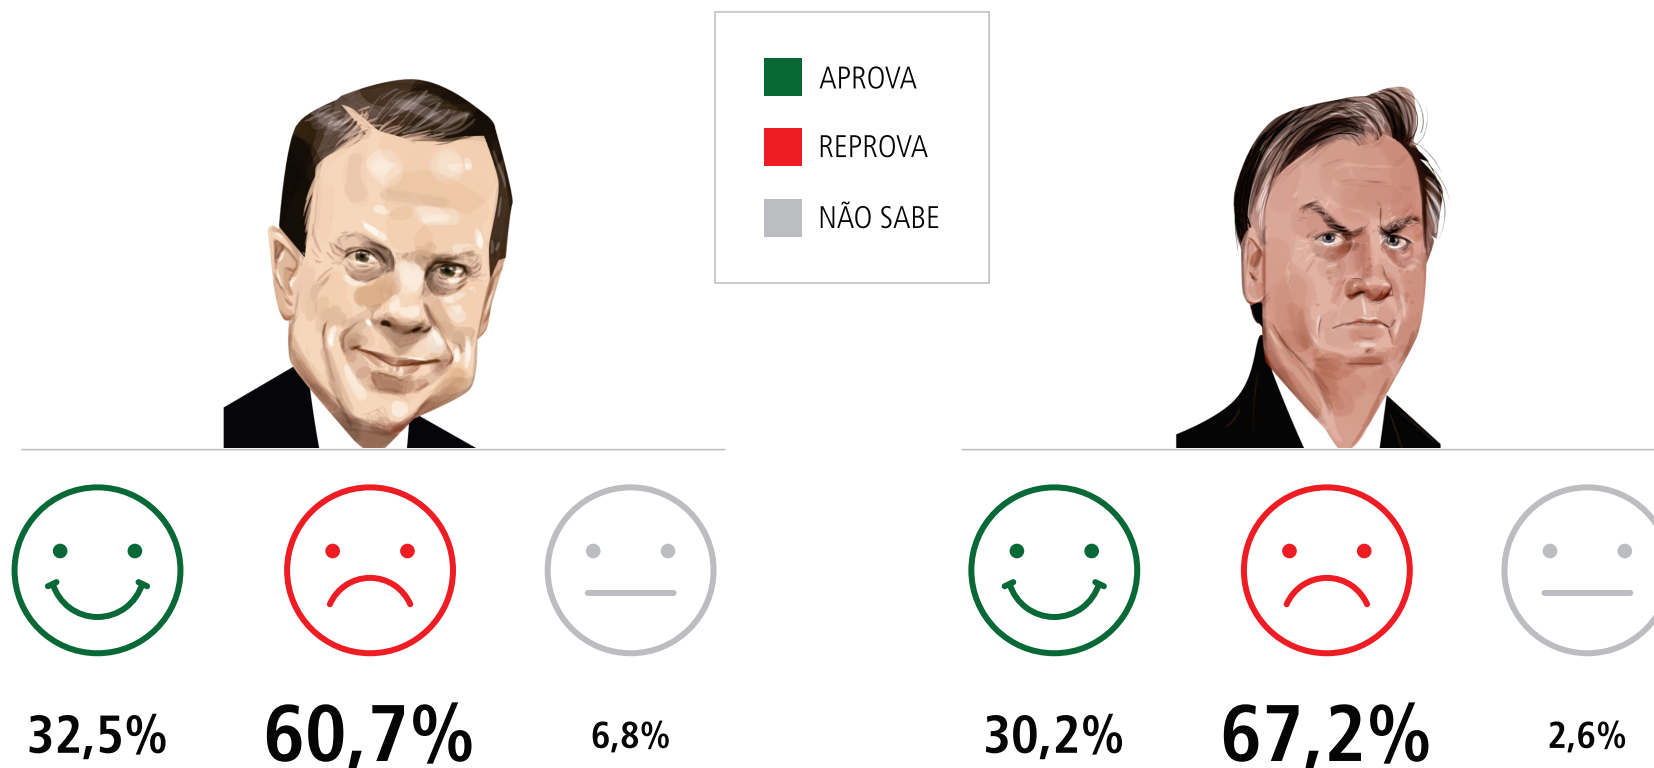 APROVA
REPROVA
NÃO SABE
32,5%
60,7%
6,8%
30,2%
67,2%
2,6%